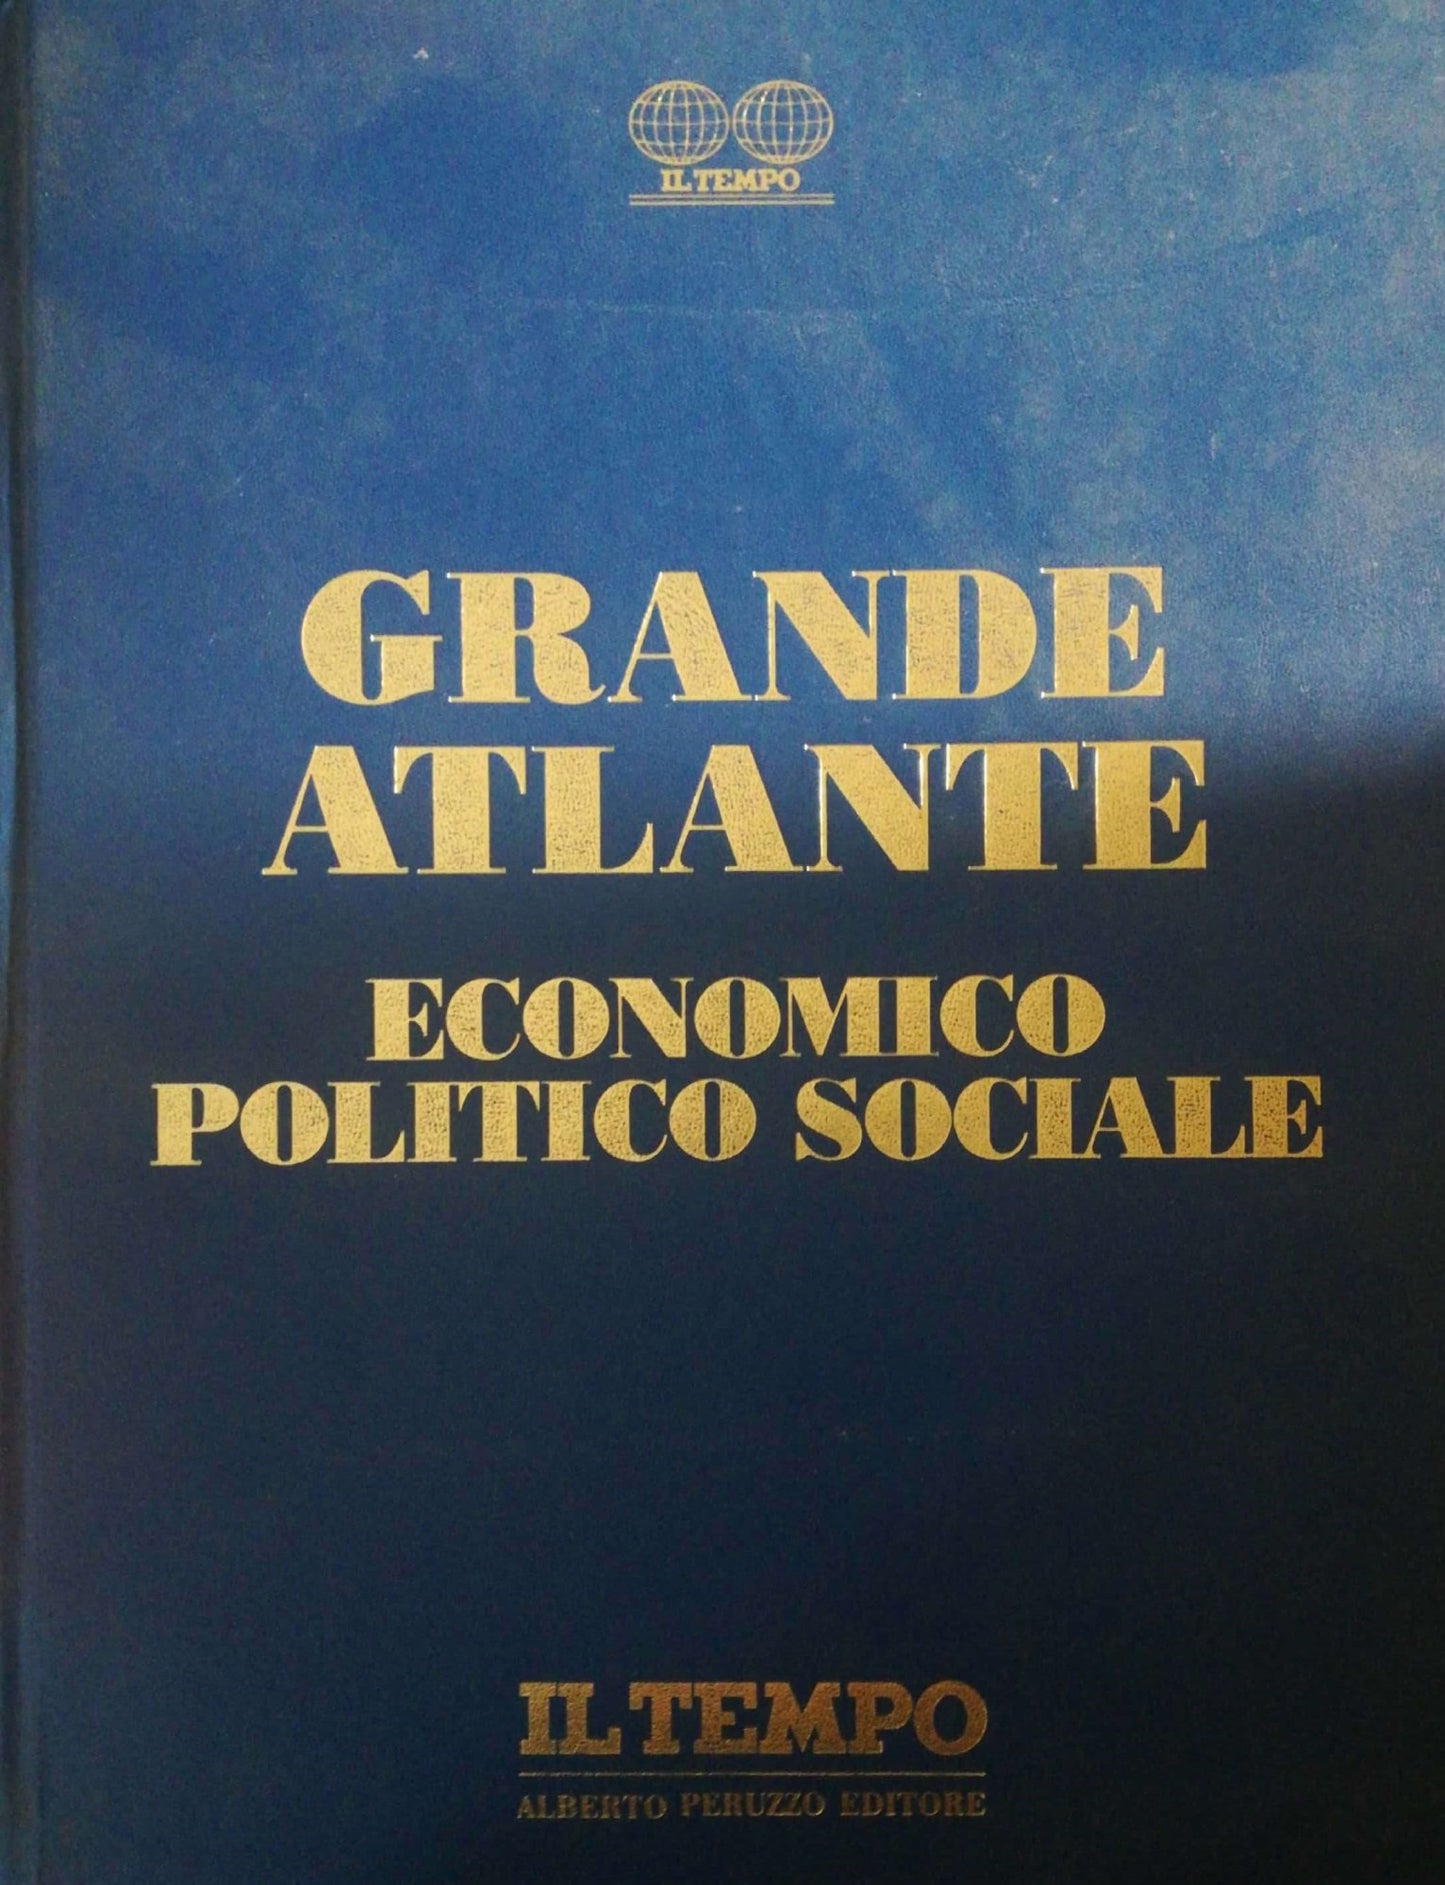 IL TEMPO
GRANDE
ATLANTE
ECONOMICO
POLITICO SOCIALE
IL TEMPO
ALBERTO PERUZZO EDITORE